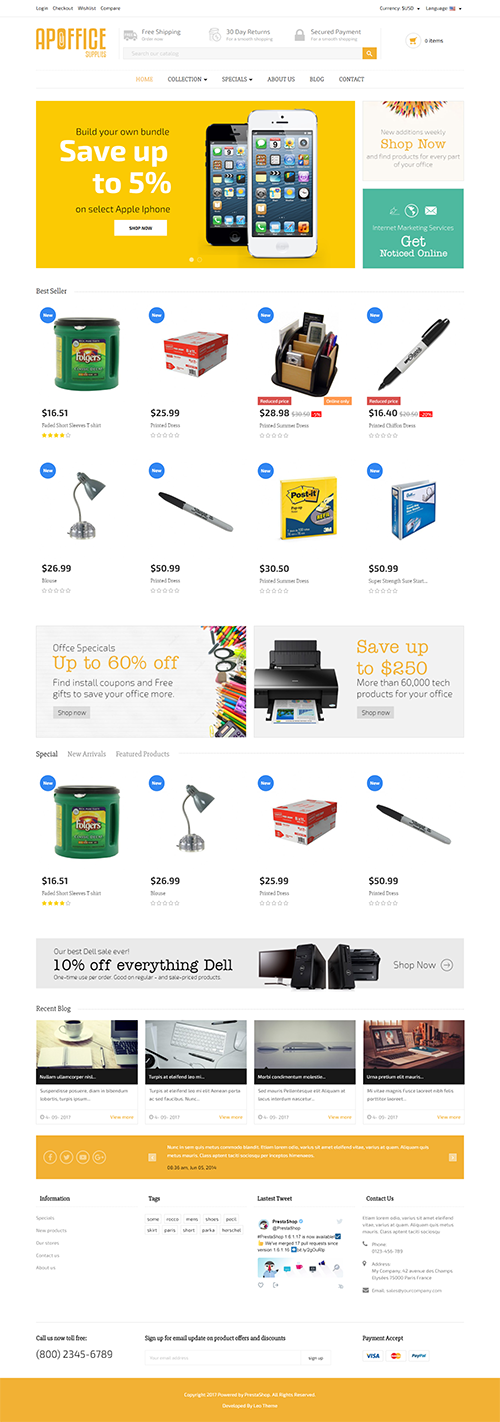 Login Checkout Wishlist Compare
Currency: $USD Language:
APOFFICE
SUPPLIES
Free Shipping
Order now
30 Day Returns
For a smooth shipping
Secured Payment
For a smooth shipping
Search our catalog
0 items
HOME COLLECTION SPECIALS ABOUT US BLOG CONTACT
Build your own bundle
Save up
to 5%
on select Apple Iphone
SHOP NOW
New additons weekly
Shop Now
and find products for every part
of your office
Internet Marketing Services
Get
Noticed Online
Best Seller
New New New New
Folgers
Reduced price Online only Reduced price
$16.51 $25.99 $28.98 $30.50 -5% $16.40 $20.50 -20%
Faded Short Sleeves T-shirt Printed Dress Printed Summer Dress Printed Chiffon Dress
New New New New
Post-it
$26.99 $50.99 $30.50 $50.99
Blouse Printed Dress Printed Summer Dress Super Strength Sure Start...
Offce Specicals
Up to 60% off
Find install coupons and Free
gifts to save your office more.
Shop now
Save up
to $250
More than 60,000 tech
products for your office
Shop now
Special New Arrivals Featured Products
New New New New
Folgers
$16.51 $26.99 $25.99 $50.99
Faded Short Sleeves T-shirt Blouse Printed Dress Printed Dress
Our best Dell sale ever!
10% off everything Dell
One-time use per order. Good on regular - and sale-priced products.
Shop Now
Recent Blog
Nullam ullamcorper nisl... Turpis at eleifend leo mi... Morbi condimentum molestie... Urna pretium elit mauris...
Suspendisse posuere, diam in bibendum
lobortis, turpis ipsum...
Turpis at eleifend leo mi elit Aenean porta
ac sed faucibus. Nunc...
Sed mauris Pellentesque elit Aliquam at
lacus interdum nascetur...
Mi vitae magnis Fusce laoreet nibh felis
porttitor laoreet...
4- 05- 2017 View more 4- 05- 2017 View more 4- 05- 2017 View more 4- 05- 2017 View more
Nunc in sem quis metus commodo blandit. Etiam lorem odio, varius sit amet eleifend vitae, varius at quam. Aliquam quis
metus mauris. Class aptent taciti sociosqu per inceptos himenaeos.
08:36 am, Jun 05, 2014
Information
Specials
New products
Our stores
Contact us
About us
Tags
some rocco mens shoes peci
skirt paris short parka herschel
Lastest Tweet
PrestaShop
@PrestaShop
#PrestaShop 1.6.1.17 is now available!
We've merged 17 pull requests since
version 1.6.1.16
Contact Us
Etiam lorem odio, varius sit amet eleifend
vitae, varius at quam. Aliquam quis metus
mauris. Class aptent taciti sociosqu
Phone:
0123-456-789
Address:
My Company, 42 avenue des Champs
Elysées 75000 Paris France
Email: sales@yourcompany.com
Call us now toll free:
(800) 2345-6789
Sign up for email update on product offers and discounts
Your email address
sign up
Payment Accept
VISA PayPal
Copyright 2017 Powered by PrestaShop. All Rights Reserved.
Developed By Leo Theme